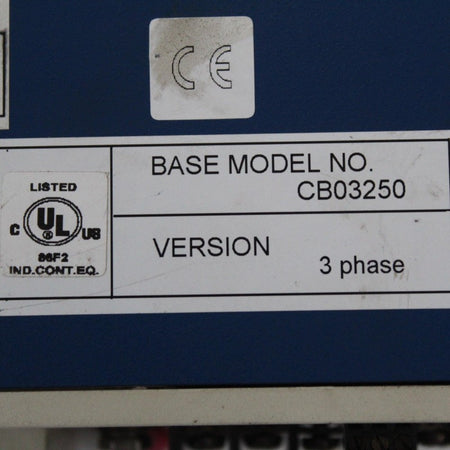 CE
BASE MODEL NO.
CB03250
LISTED
C UL US
86F2
IND.CONT.EQ.
VERSION
3 phase